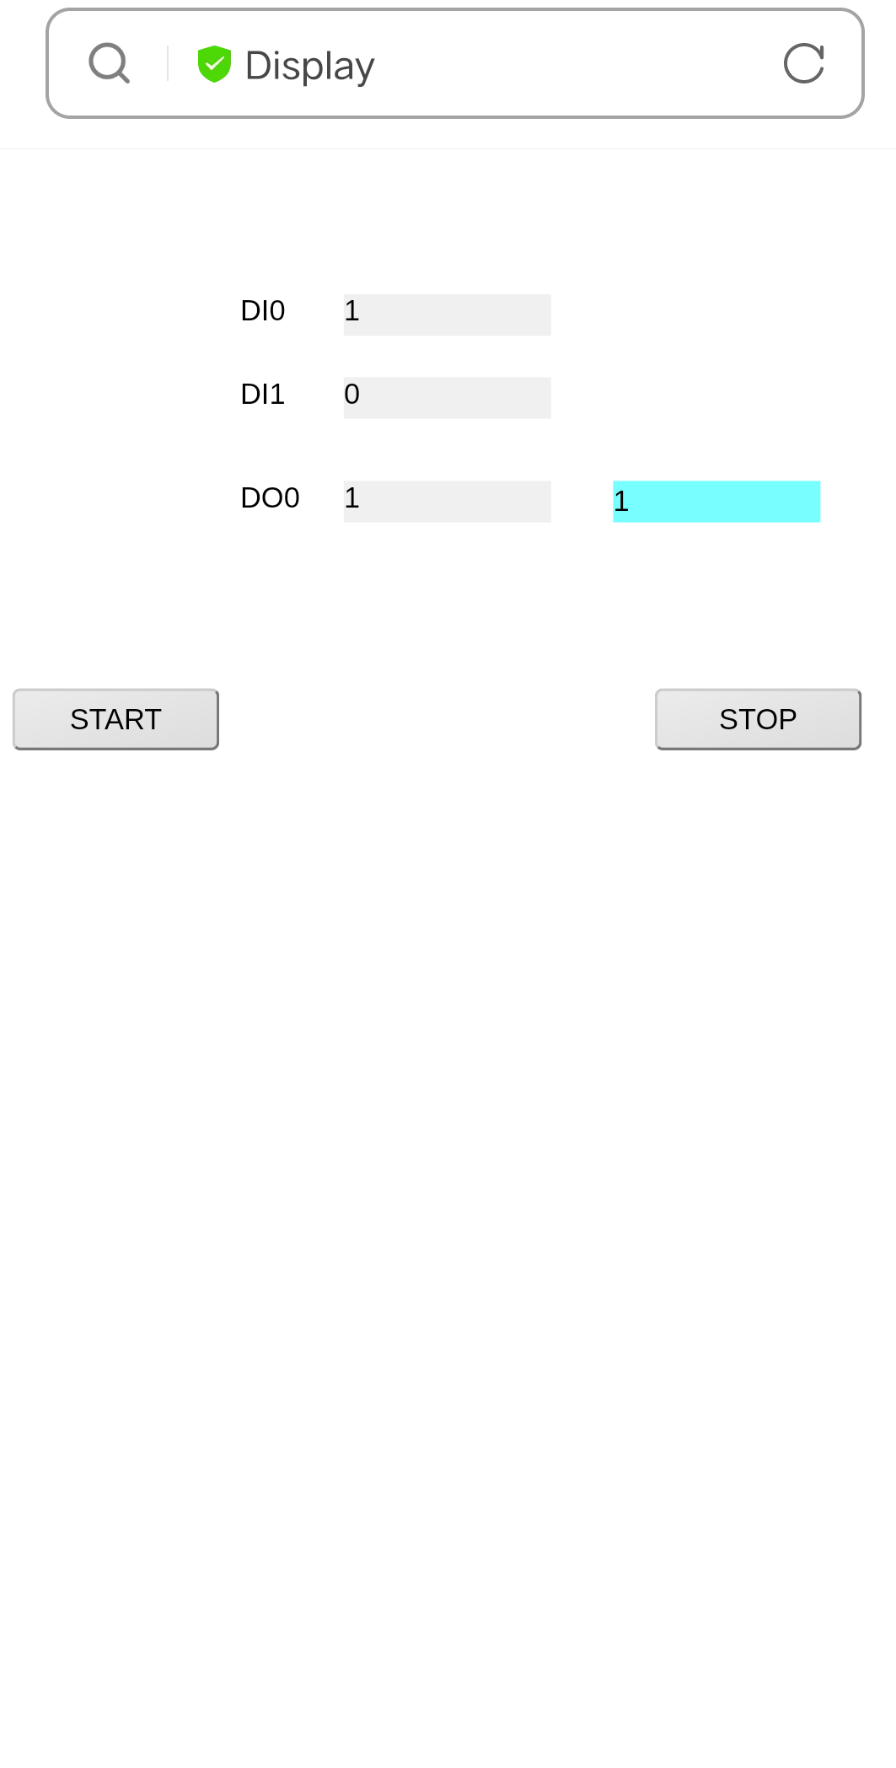 Display
DI0 1
DI1 0
DO0 1 1
START STOP